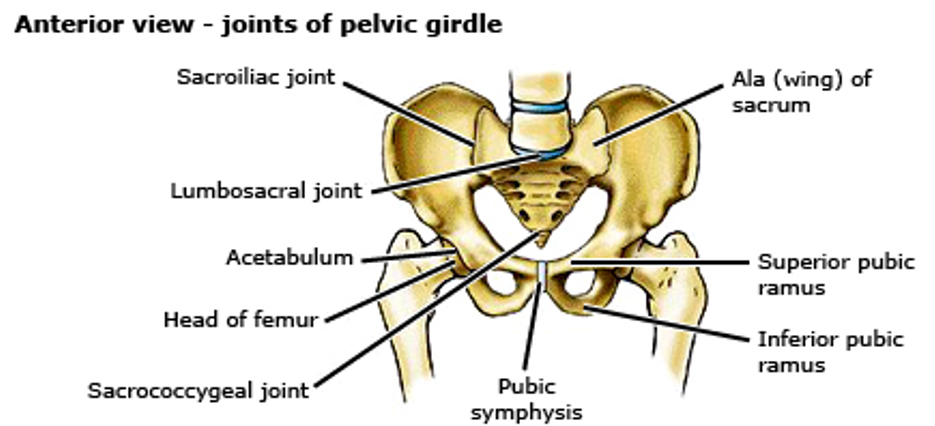 Anterior view - joints of pelvic girdle
Sacroiliac joint
Ala (wing) of
sacrum
Lumbosacral joint
Acetabulum
Superior pubic
ramus
Head of femur
Inferior pubic
ramus
Sacrococcygeal joint
Pubic
symphysis